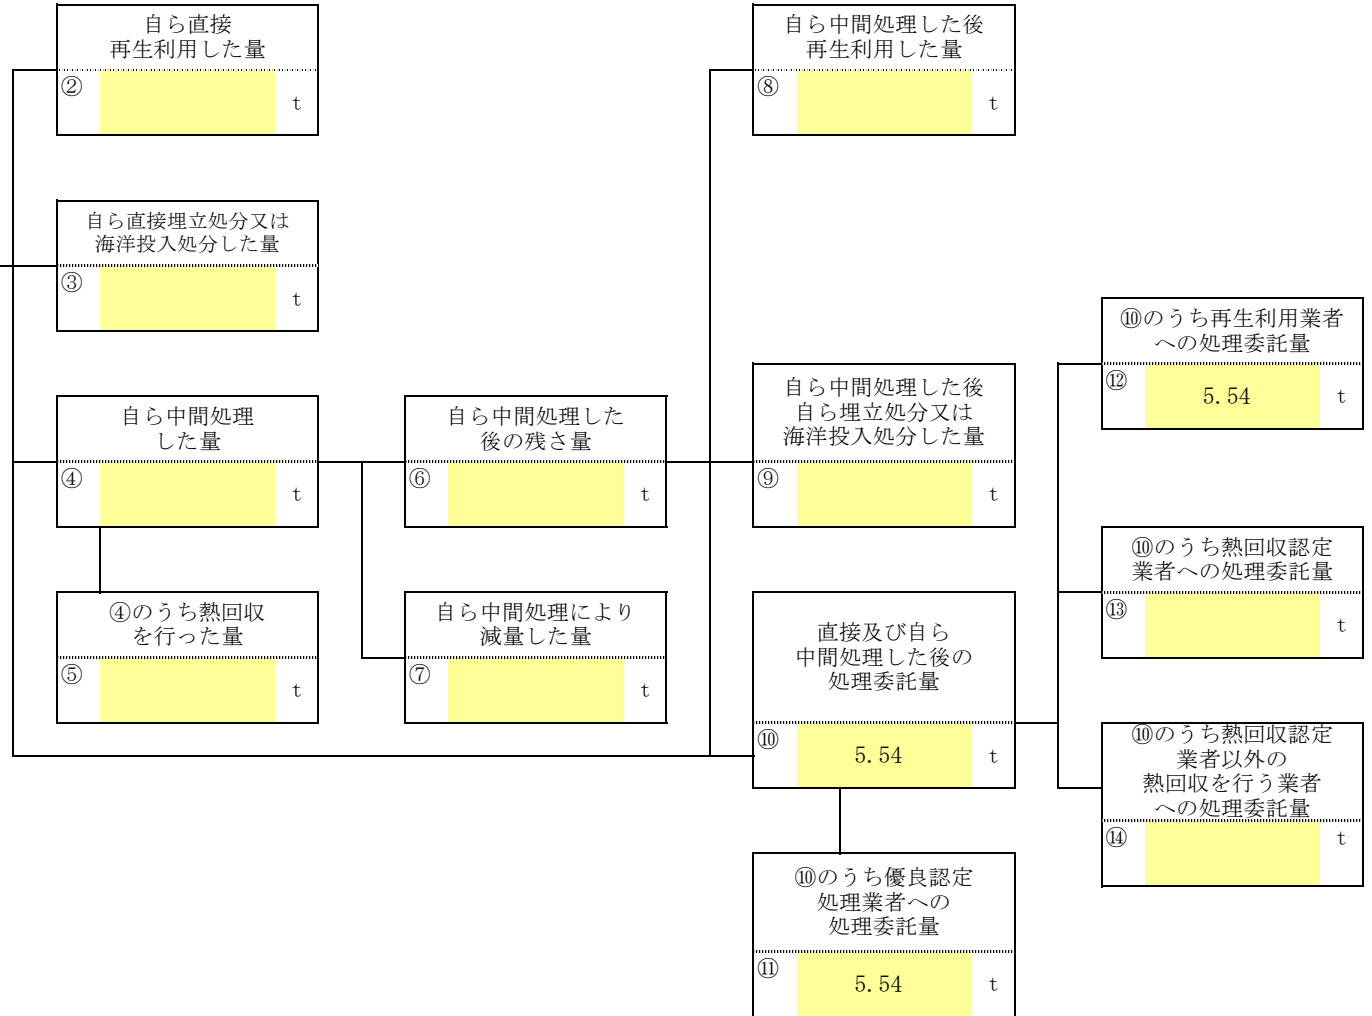 自ら直接
再生利用した量
②
t
自ら中間処理した後
再生利用した量
⑧
t
自ら直接埋立処分又は
海洋投入処分した量
③
t
⑩のうち再生利用業者
への処理委託量
⑫
5.54
t
自ら中間処理
した量
④
t
自ら中間処理した
後の残さ量
⑥
t
自ら中間処理した後
自ら埋立処分又は
海洋投入処分した量
⑨
t
⑩のうち熱回収認定
業者への処理委託量
⑬
t
④のうち熱回収
を行った量
⑤
t
自ら中間処理により
減量した量
⑦
t
直接及び自ら
中間処理した後の
処理委託量
⑩
5.54
t
⑩のうち熱回収認定
業者以外の
熱回収を行う業者
への処理委託量
⑭
t
⑩のうち優良認定
処理業者への
処理委託量
⑪
5.54
t